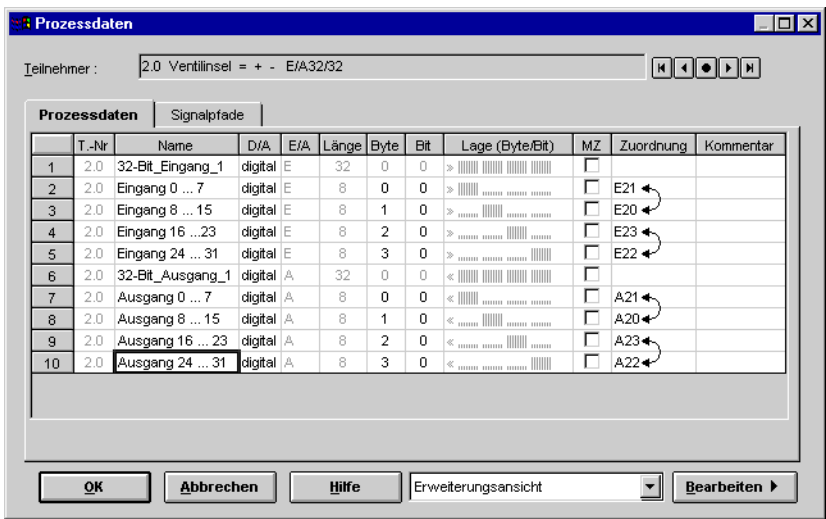 Prozessdaten
Teilnehmer : 2.0 Ventilinsel = + - E/A32/32
Prozessdaten Signalpfade
T.-Nr Name D/A E/A Länge Byte Bit Lage (Byte/Bit) MZ Zuordnung Kommentar
1 2.0 32-Bit_Eingang_1 digital E 32 0 0 »
2 2.0 Eingang 0 ... 7 digital E 8 0 0 » E21
3 2.0 Eingang 8 ... 15 digital E 8 1 0 » E20
4 2.0 Eingang 16 ...23 digital E 8 2 0 » E23
5 2.0 Eingang 24 ... 31 digital E 8 3 0 » E22
6 2.0 32-Bit_Ausgang_1 digital A 32 0 0 «
7 2.0 Ausgang 0 ... 7 digital A 8 0 0 « A21
8 2.0 Ausgang 8 ... 15 digital A 8 1 0 « A20
9 2.0 Ausgang 16 ... 23 digital A 8 2 0 « A23
10 2.0 Ausgang 24 ... 31 digital A 8 3 0 « A22
OK Abbrechen Hilfe Erweiterungsansicht Bearbeiten